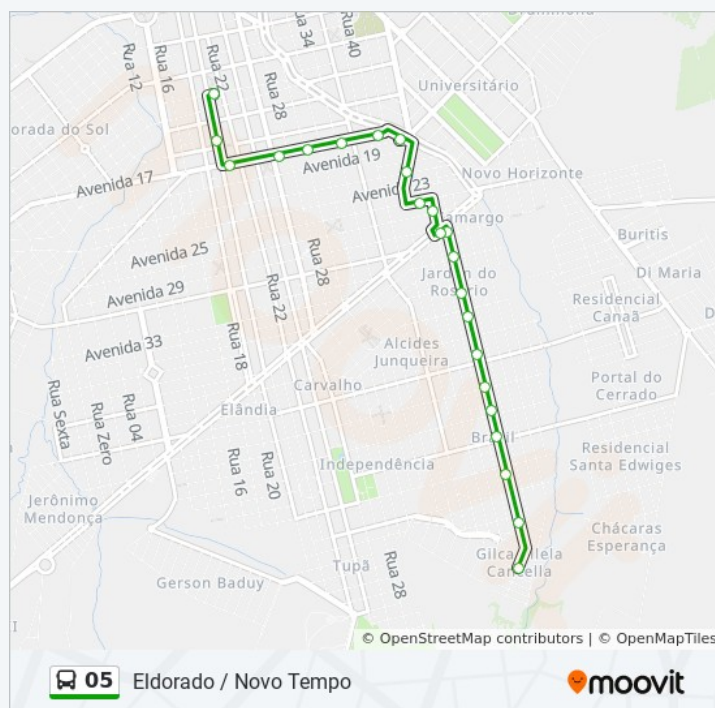 Drummond
Rua 34
Rua 40
Rua 12
Rua 16
Rua 22
Rua 28
Universitário
orada do Sol
Avenida 19
Avenida 17
Novo Horizonte
Avenida 23
amargo
Buritis
Avenida 25
Rua 28
Jardim do
Rosário
Di Maria
Avenida 29
Rua 22
Residencial
Canaã
D
Alcides
Junqueira
Avenida 33
Rua 18
Carvalho
Portal do
Cerrado
Rua Sexta
Rua Zero
Rua 04
Elândia
Brasil
Rua 16
Rua 20
Independência
Residencial
Santa Edwiges
Jerônimo
Mendonça
Chácaras
Esperança
Tupã
Rua 28
Gilca Vilela
Cancella
Gerson Baduy
I
© OpenStreetMap contributors | © OpenMapTiles
05 Eldorado / Novo Tempo
moovit